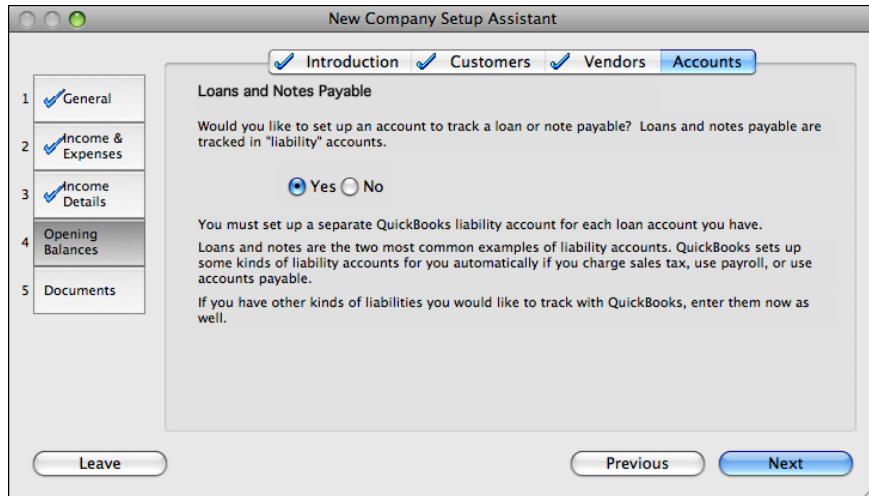 New Company Setup Assistant
Introduction
Customers
Vendors
Accounts
1
General
2
Income &
Expenses
3
Income
Details
4
Opening
Balances
5
Documents
Loans and Notes Payable
Would you like to set up an account to track a loan or note payable? Loans and notes payable are
tracked in "liability" accounts.
Yes
No
You must set up a separate QuickBooks liability account for each loan account you have.
Loans and notes are the two most common examples of liability accounts. QuickBooks sets up
some kinds of liability accounts for you automatically if you charge sales tax, use payroll, or use
accounts payable.
If you have other kinds of liabilities you would like to track with QuickBooks, enter them now as
well.
Leave
Previous
Next